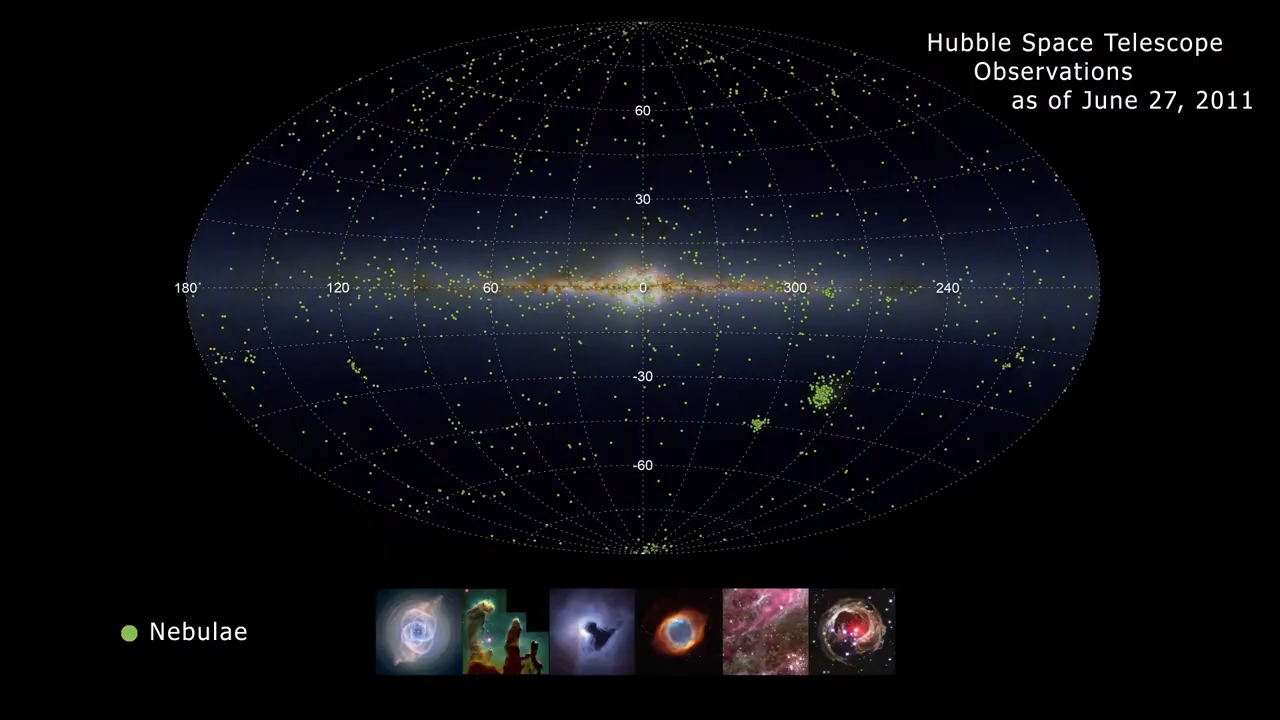 Hubble Space Telescope
Observations
as of June 27, 2011
60
30
180 120 60 0 300 240
-30
-60
Nebulae